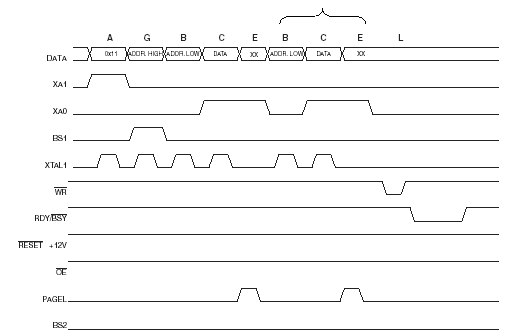 A G B C E B C E L
DATA 0x11 ADDR. HIGH ADDR. LOW DATA XX ADDR. LOW DATA XX
XA1
XA0
BS1
XTAL1
WR
RDY/BSY
RESET +12V
OE
PAGEL
BS2